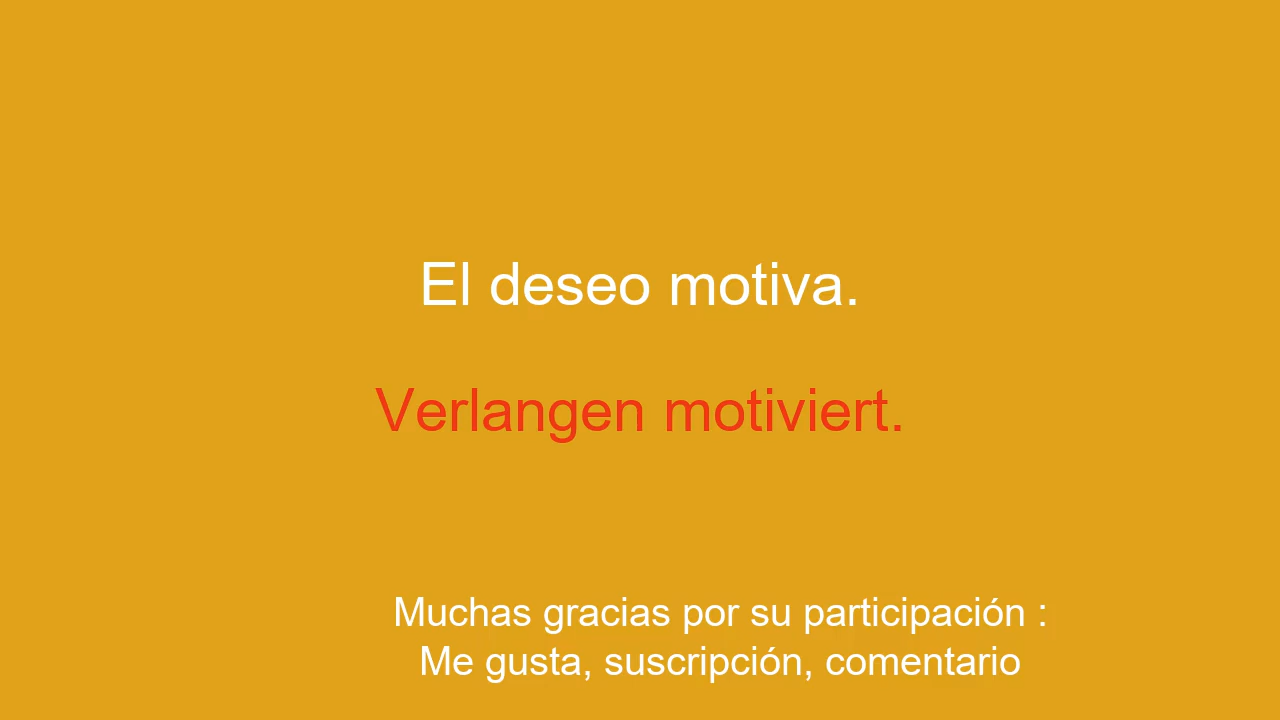 El deseo motiva.
Verlangen motiviert.
Muchas gracias por su participación :
Me gusta, suscripción, comentario